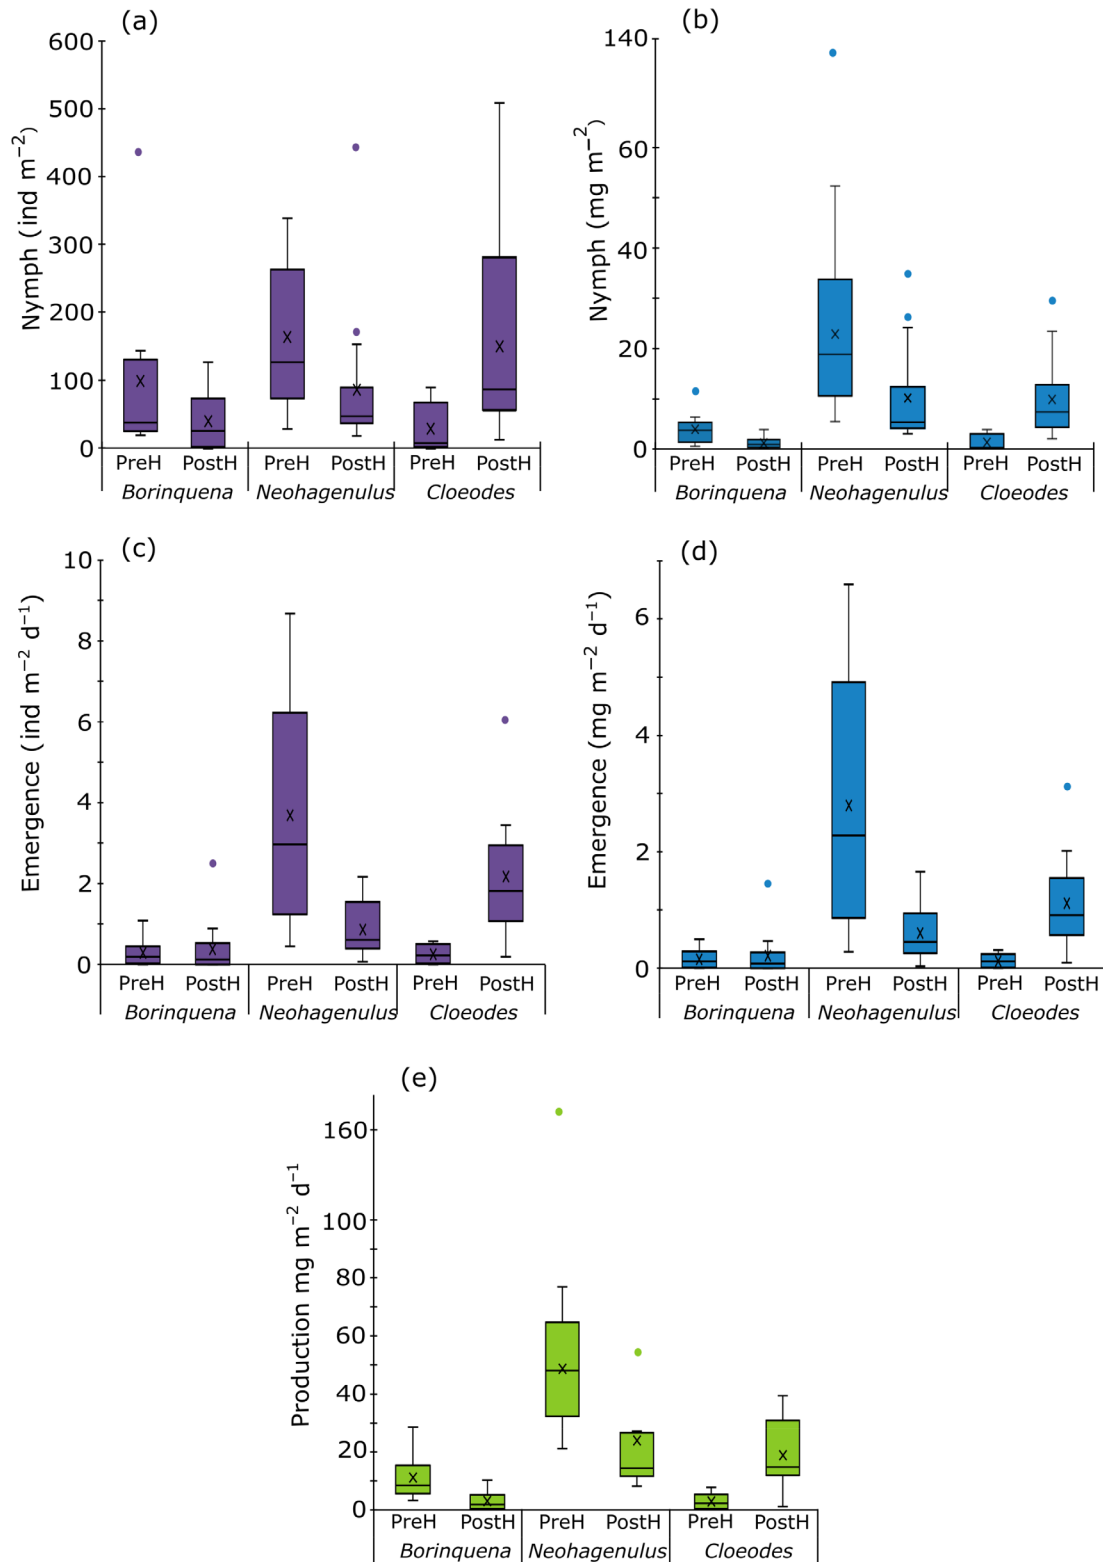 (a)
600
500
400
300
200
100
0
Nymph (ind m⁻²)
PreH PostH PreH PostH PreH PostH
Borinquena Neohagenulus Cloeodes
(b)
140
60
40
20
0
Nymph (mg m⁻²)
PreH PostH PreH PostH PreH PostH
Borinquena Neohagenulus Cloeodes
(c)
10
8
6
4
2
0
Emergence (ind m⁻² d⁻¹)
PreH PostH PreH PostH PreH PostH
Borinquena Neohagenulus Cloeodes
(d)
6
4
2
0
Emergence (mg m⁻² d⁻¹)
PreH PostH PreH PostH PreH PostH
Borinquena Neohagenulus Cloeodes
(e)
160
100
80
60
40
20
0
Production mg m⁻² d⁻¹
PreH PostH PreH PostH PreH PostH
Borinquena Neohagenulus Cloeodes